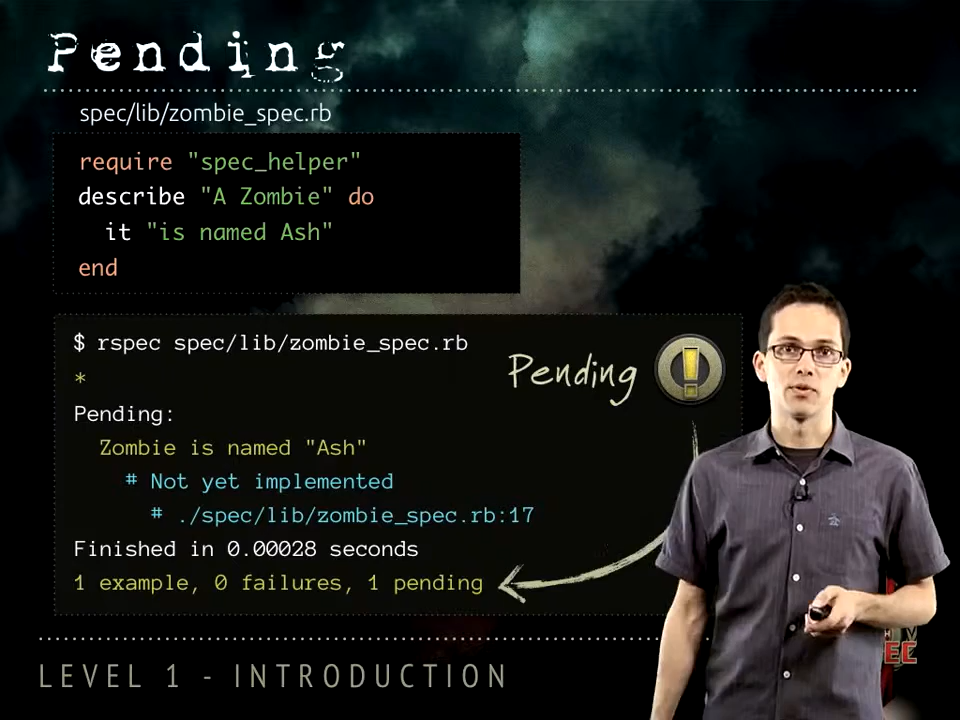 Pending
spec/lib/zombie_spec.rb
require "spec_helper"
describe "A Zombie" do
it "is named Ash"
end
$ rspec spec/lib/zombie_spec.rb
*
Pending:
Zombie is named "Ash"
# Not yet implemented
# ./spec/lib/zombie_spec.rb:17
Finished in 0.00028 seconds
1 example, 0 failures, 1 pending
Pending
!
LEVEL 1 - INTRODUCTION